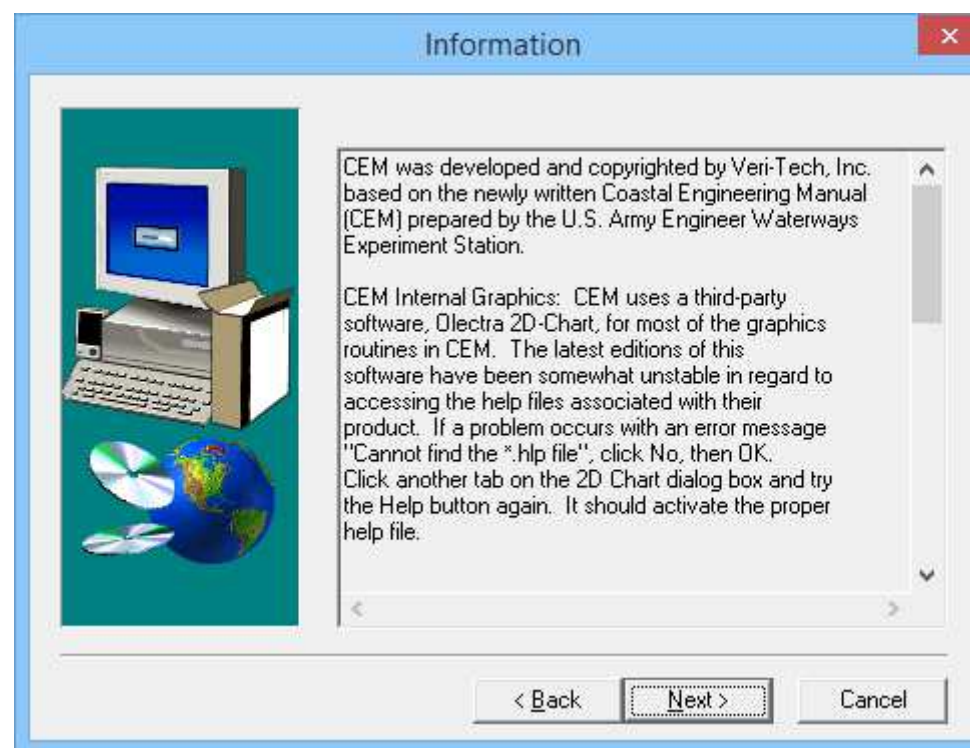 Information
CEM was developed and copyrighted by Veri-Tech, Inc.
based on the newly written Coastal Engineering Manual
(CEM) prepared by the U.S. Army Engineer Waterways
Experiment Station.
CEM Internal Graphics:  CEM uses a third-party
software, Olectra 2D-Chart, for most of the graphics
routines in CEM.  The latest editions of this
software have been somewhat unstable in regard to
accessing the help files associated with their
product.  If a problem occurs with an error message
"Cannot find the *.hlp file", click No, then OK.
Click another tab on the 2D Chart dialog box and try
the Help button again.  It should activate the proper
help file.
< Back
Next >
Cancel